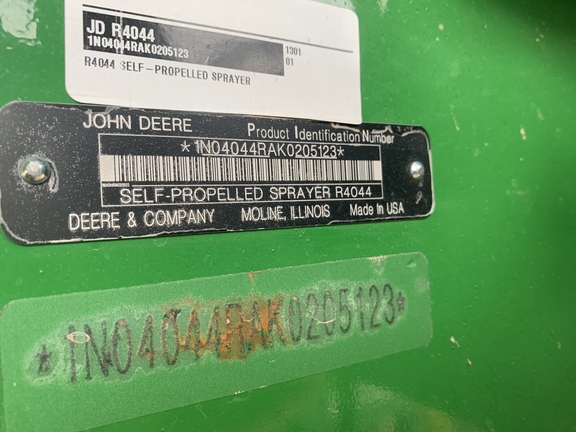 JD R4044
1N04044RAK0205123
1301
R4044 SELF-PROPELLED SPRAYER
01
JOHN DEERE Product Identification Number
*1N04044RAK0205123*
SELF-PROPELLED SPRAYER R4044
DEERE & COMPANY MOLINE, ILLINOIS Made In USA
*1N04044RAK0205123*